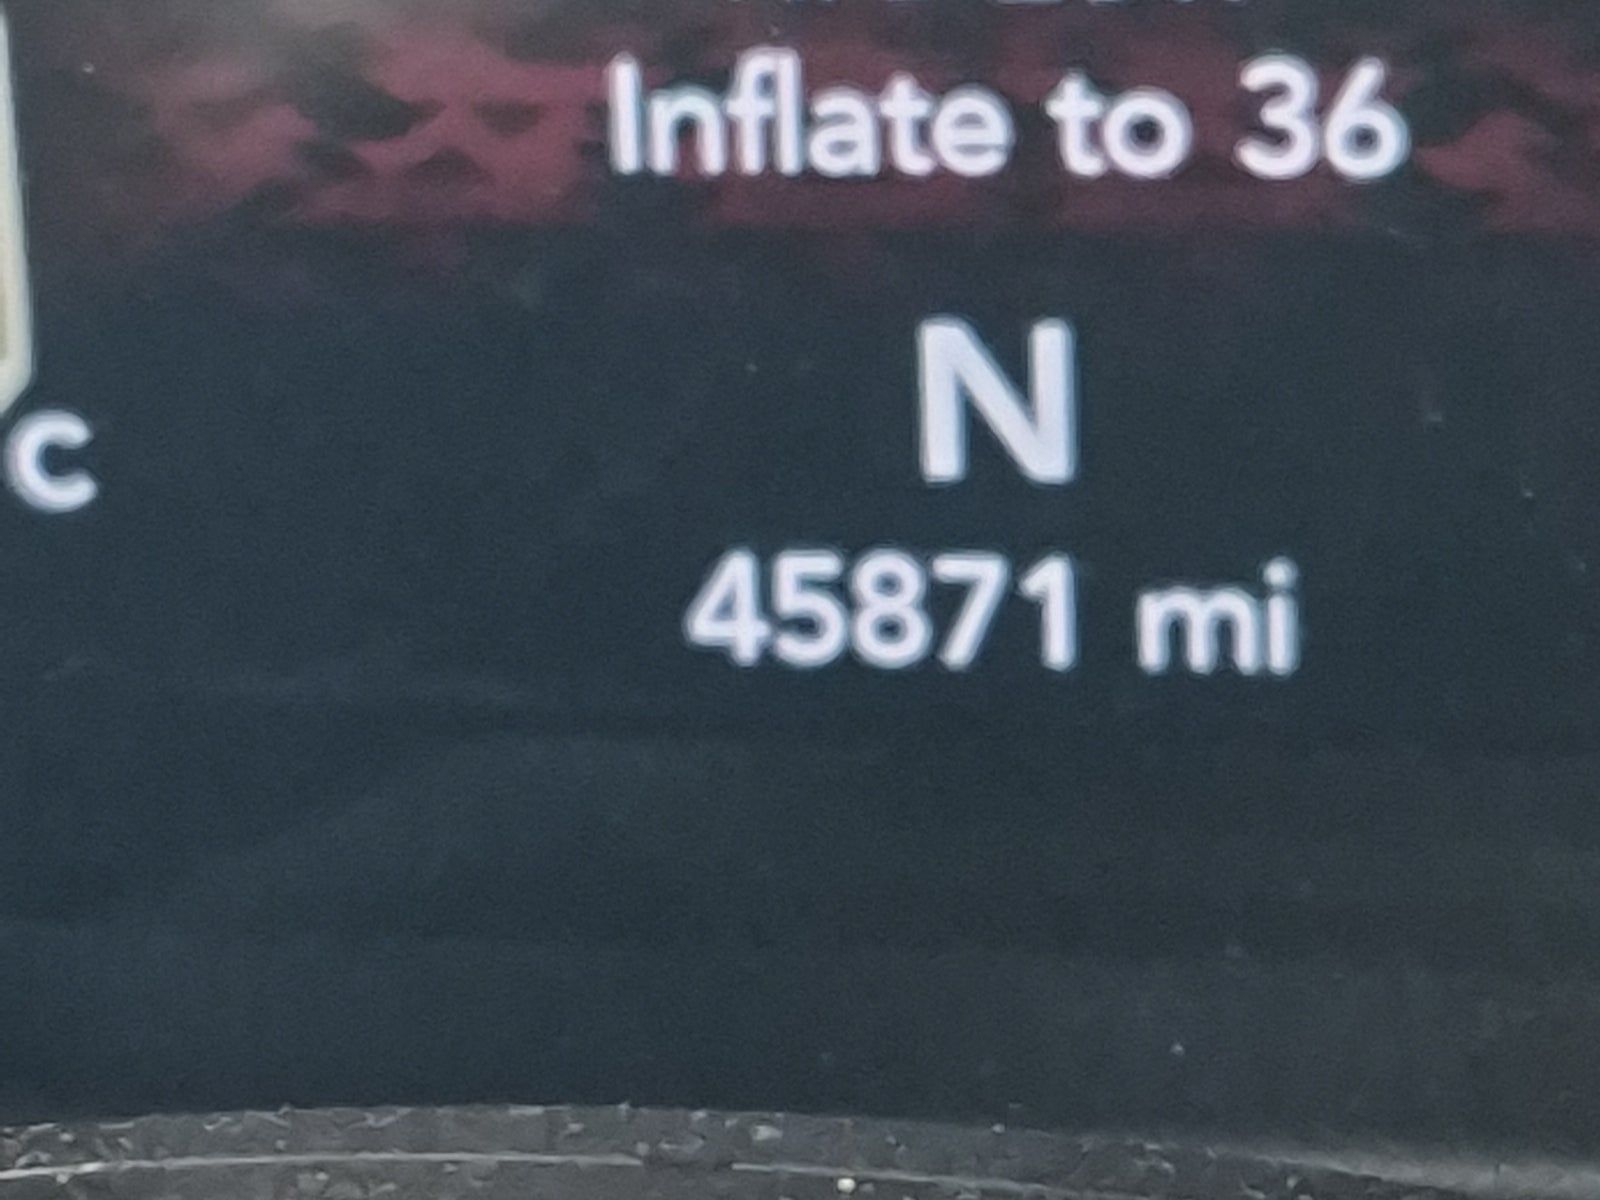 Inflate to 36
N
c
45871 mi